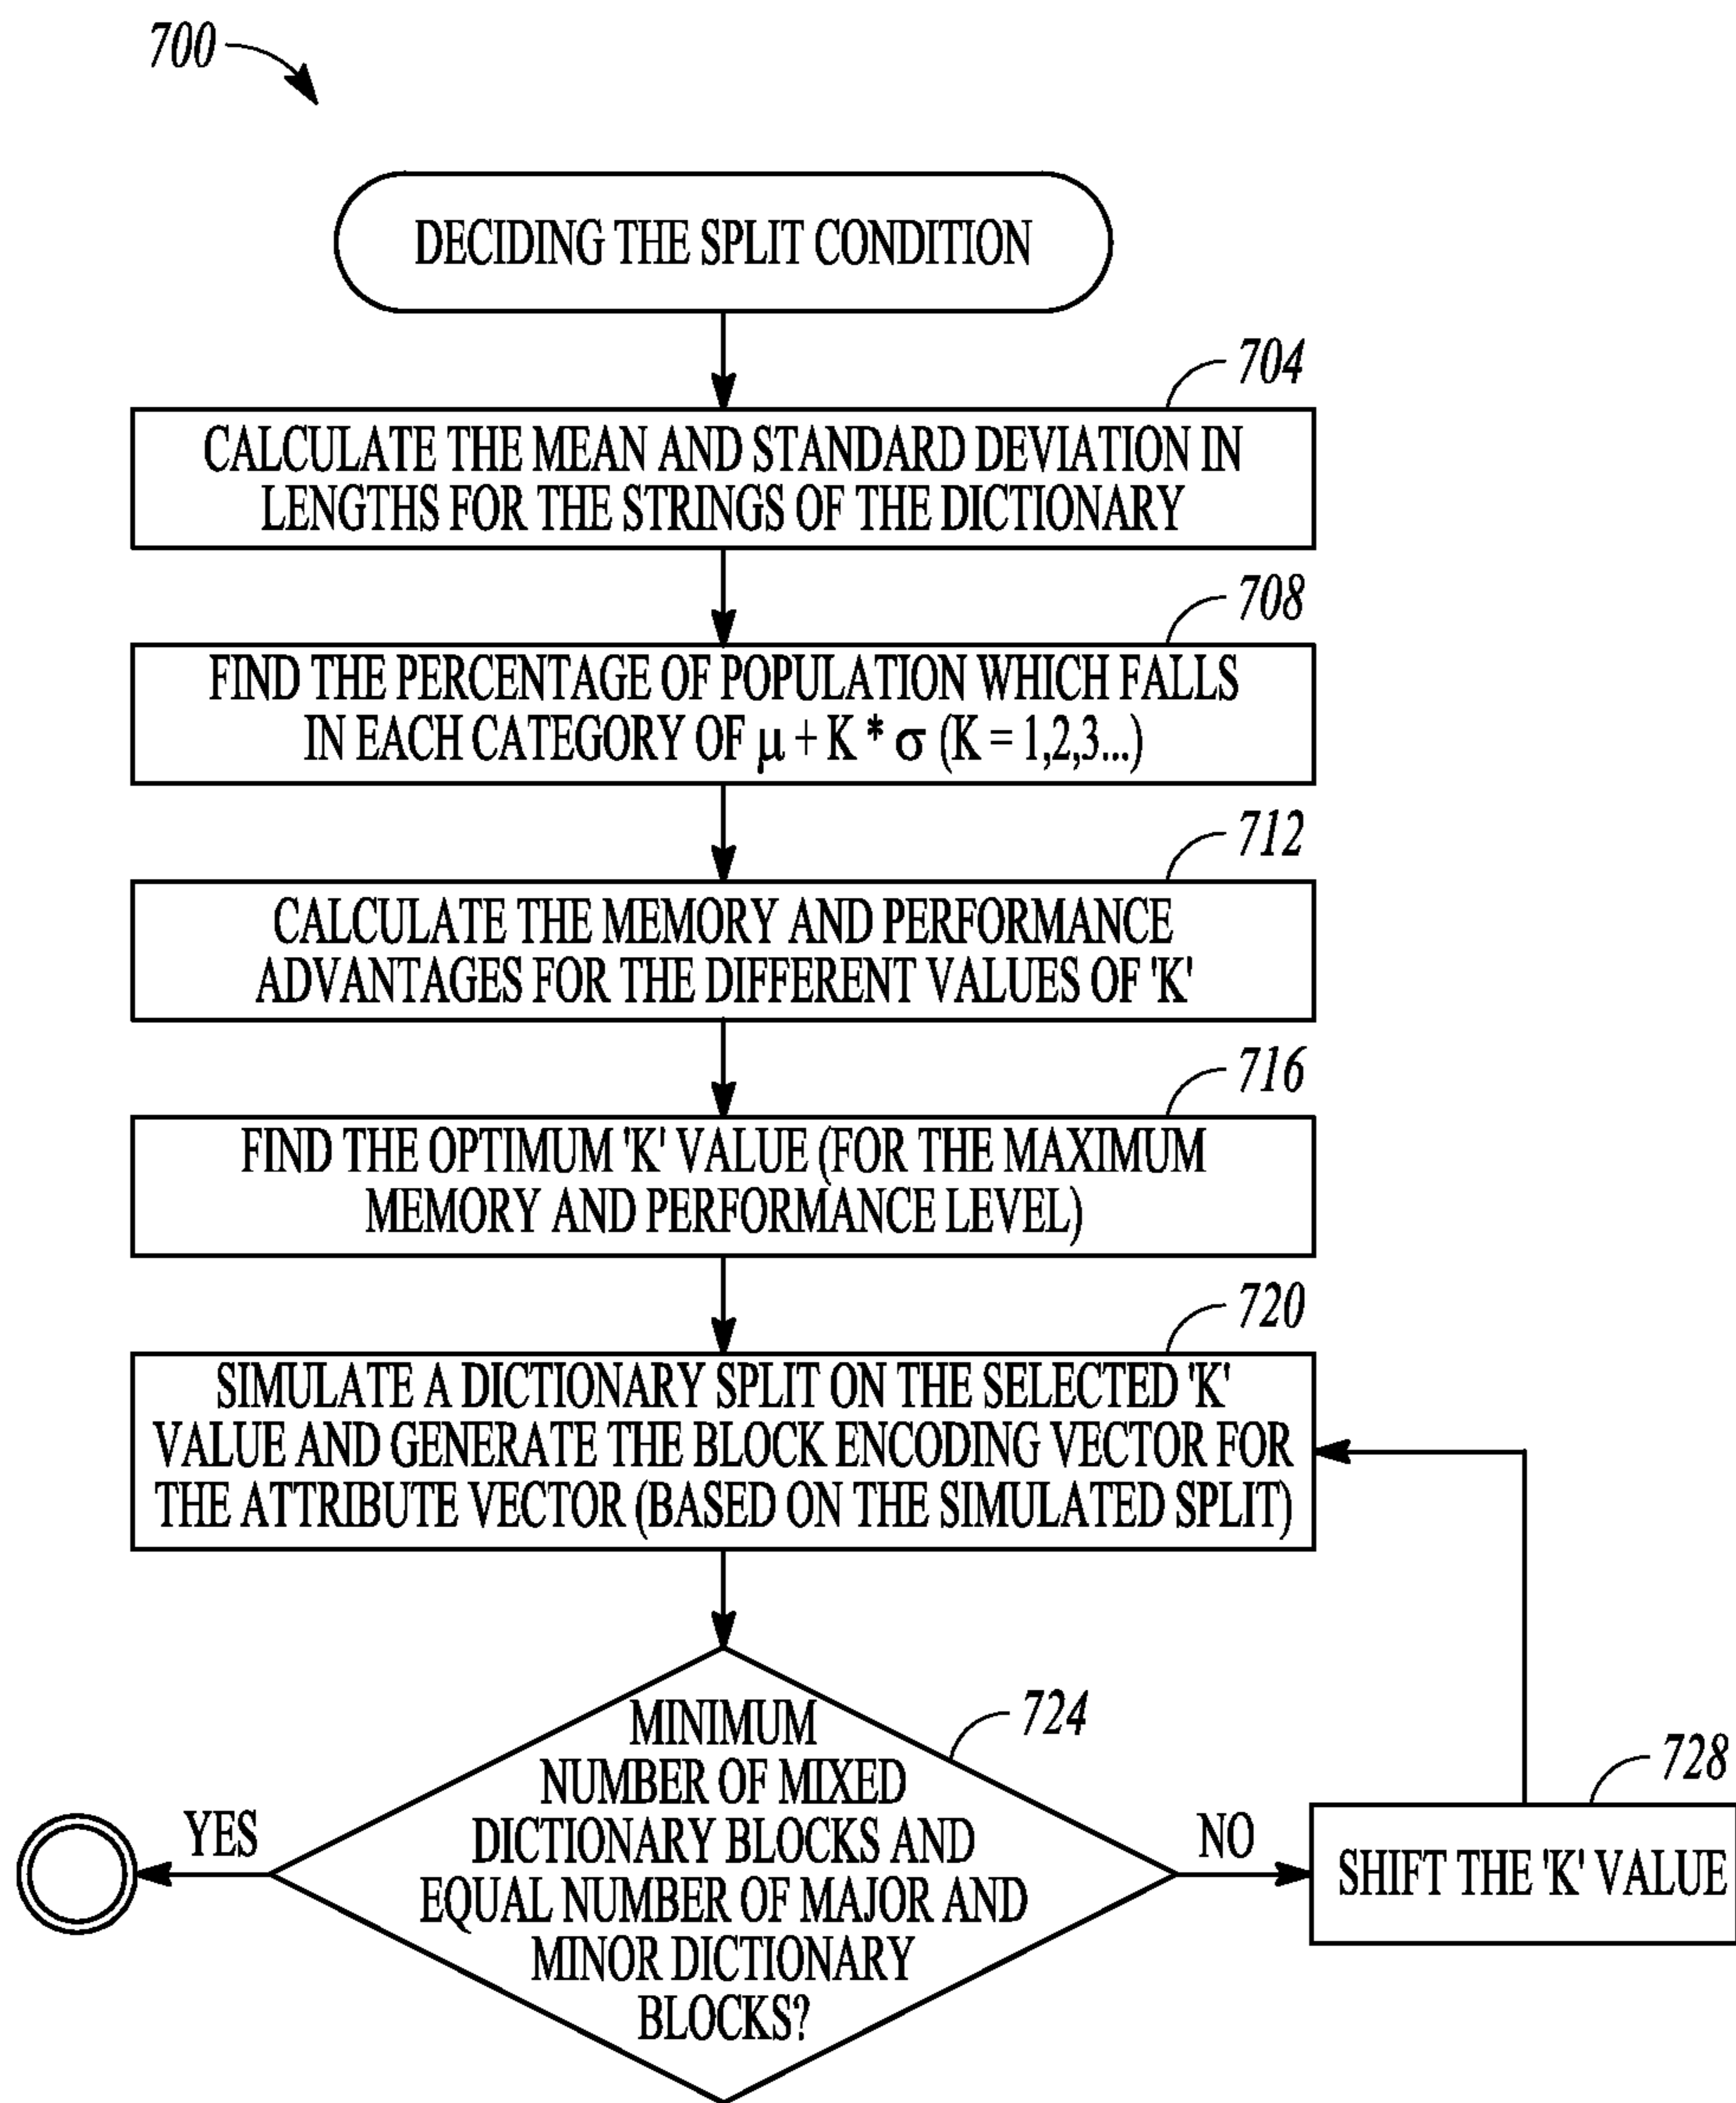 700
DECIDING THE SPLIT CONDITION
704
CALCULATE THE MEAN AND STANDARD DEVIATION IN
LENGTHS FOR THE STRINGS OF THE DICTIONARY
708
FIND THE PERCENTAGE OF POPULATION WHICH FALLS
IN EACH CATEGORY OF μ + K * σ (K = 1,2,3...)
712
CALCULATE THE MEMORY AND PERFORMANCE
ADVANTAGES FOR THE DIFFERENT VALUES OF 'K'
716
FIND THE OPTIMUM 'K' VALUE (FOR THE MAXIMUM
MEMORY AND PERFORMANCE LEVEL)
720
SIMULATE A DICTIONARY SPLIT ON THE SELECTED 'K'
VALUE AND GENERATE THE BLOCK ENCODING VECTOR FOR
THE ATTRIBUTE VECTOR (BASED ON THE SIMULATED SPLIT)
724
MINIMUM
NUMBER OF MIXED
DICTIONARY BLOCKS AND
EQUAL NUMBER OF MAJOR AND
MINOR DICTIONARY
BLOCKS?
YES
NO
728
SHIFT THE 'K' VALUE